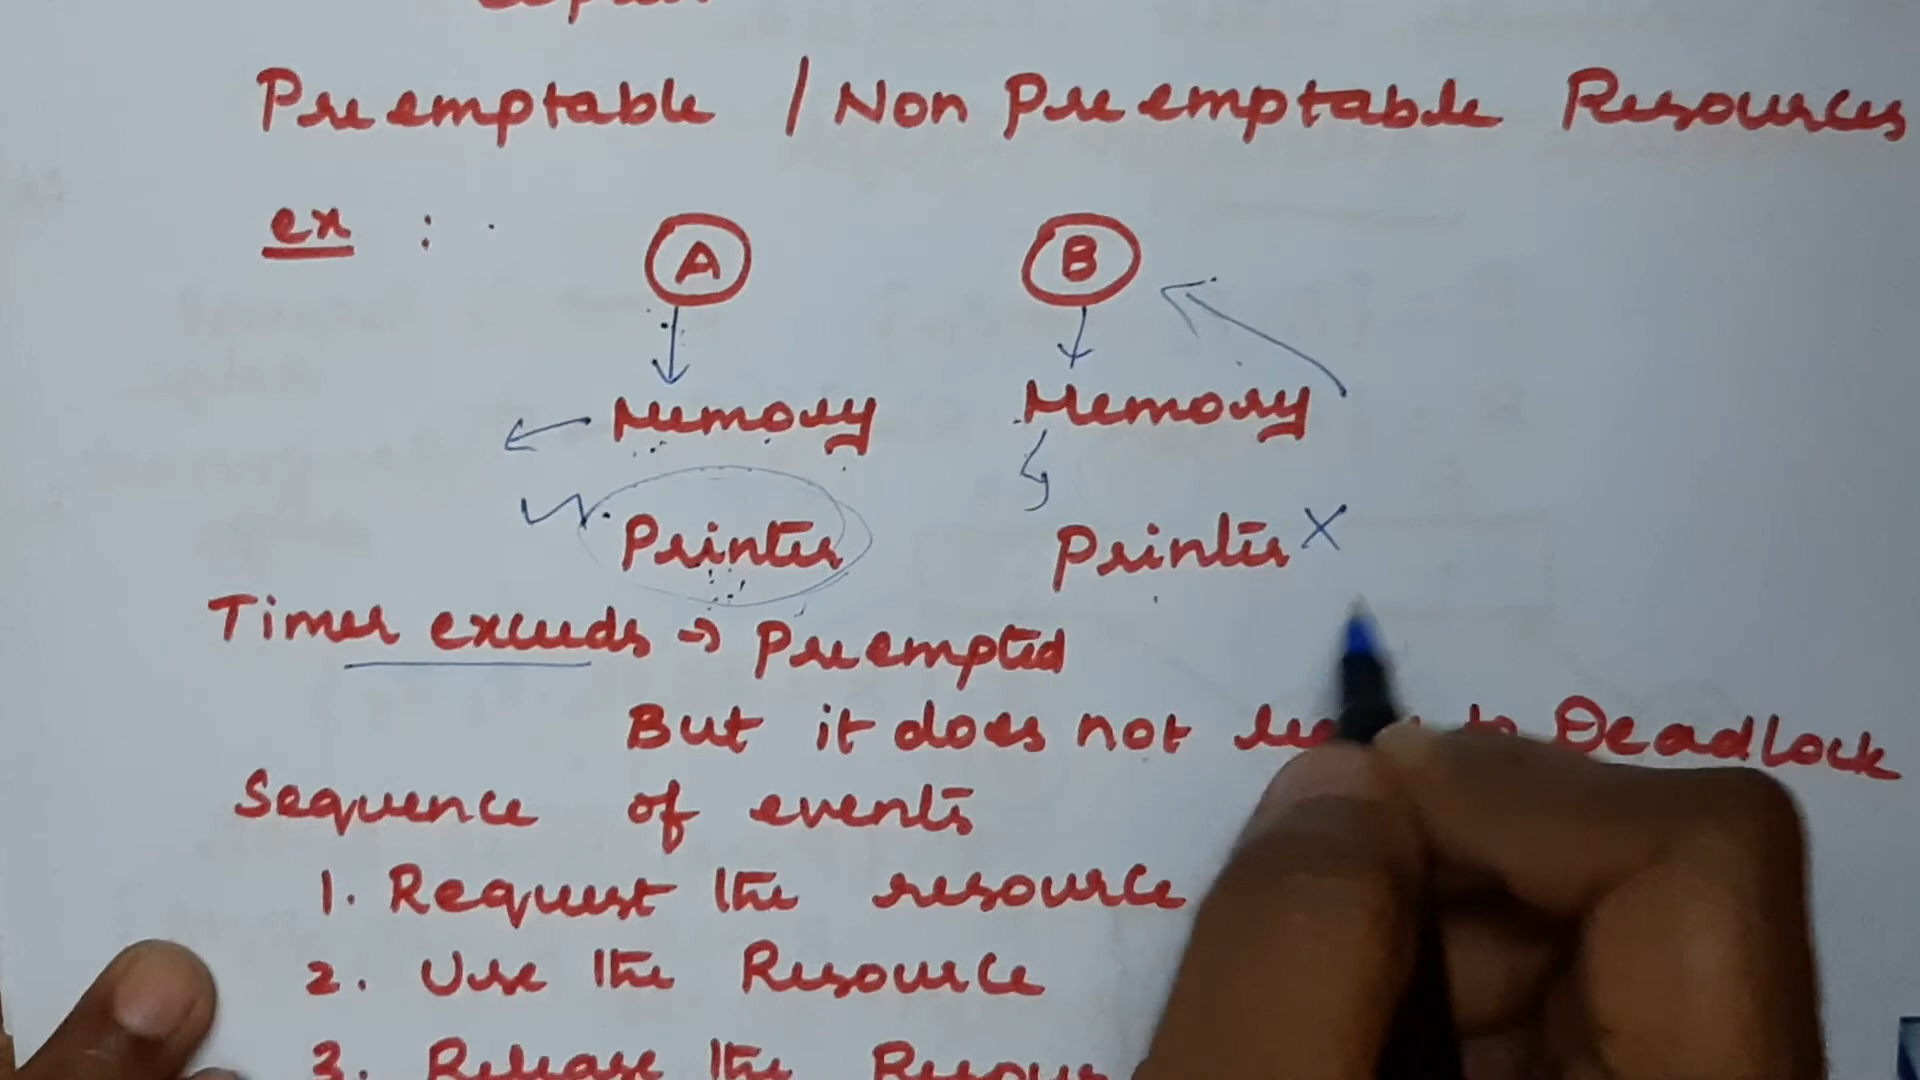 Preemptable / Non Preemptable Resources
ex :
A B
Memory Memory
Printer Printer X
Timer exceeds → Preempted
But it does not to Deadlock
Sequence of events
1. Request the resource
2. Use the Resource
3. Release the